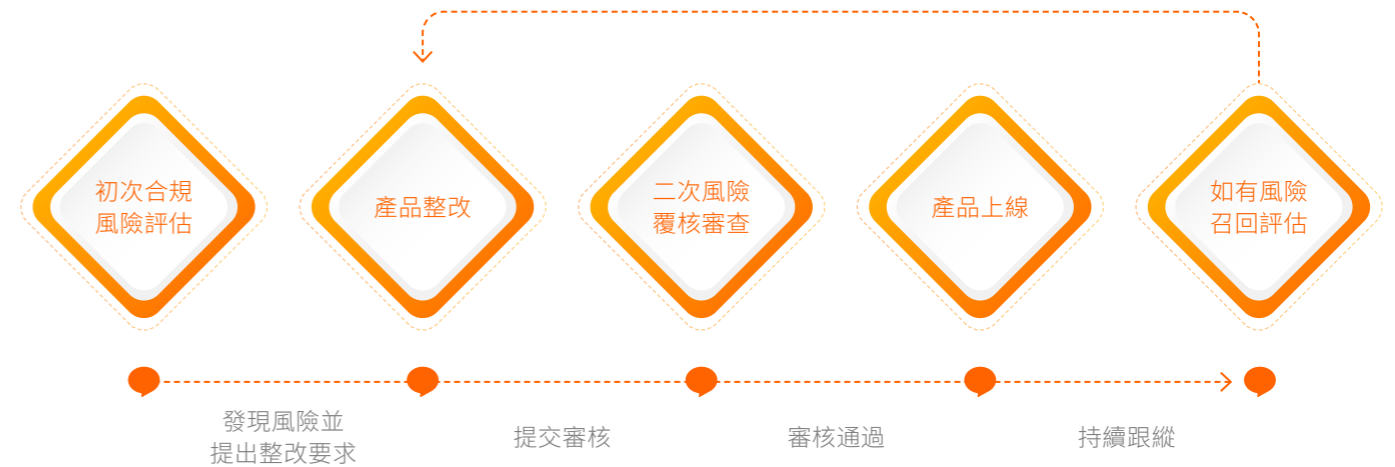 初次合規
風險評估
產品整改
二次風險
覆核審查
產品上線
如有風險
召回評估
發現風險並
提出整改要求
提交審核
審核通過
持續跟縱